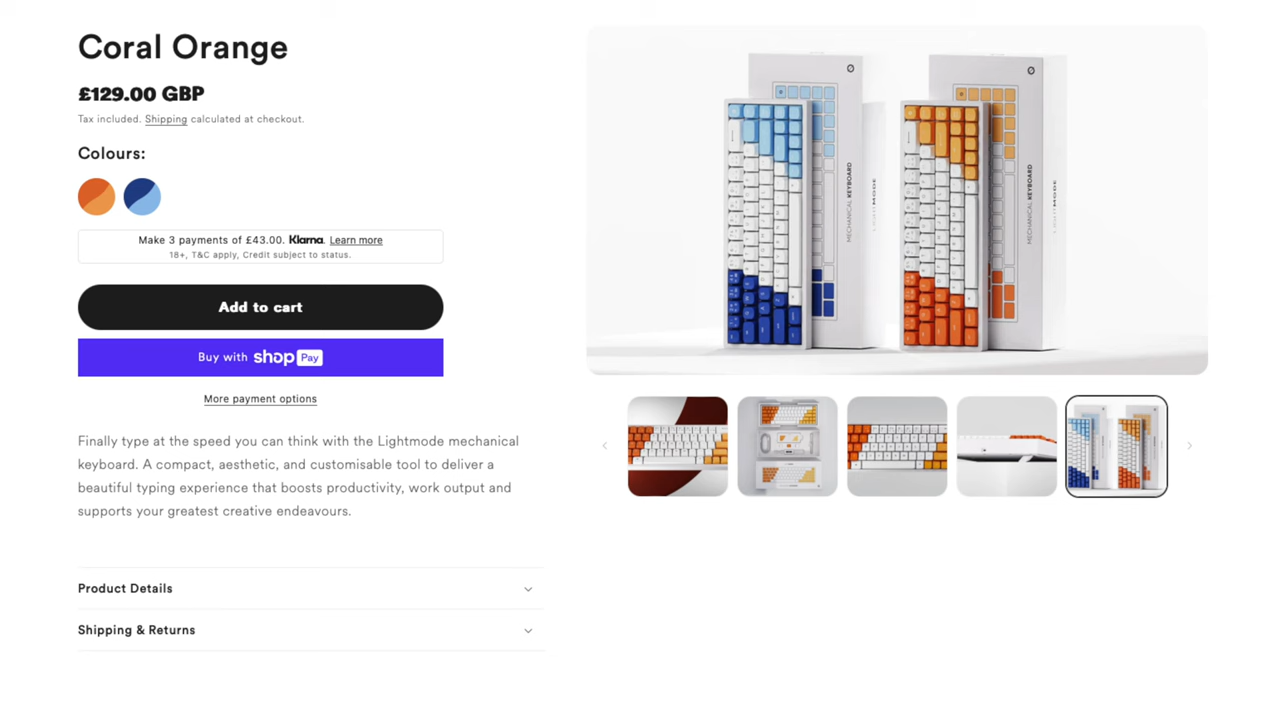 Coral Orange
£129.00 GBP
Tax included. Shipping calculated at checkout.
Colours:
Make 3 payments of £43.00. Klarna. Learn more
18+, T&C apply, Credit subject to status.
Add to cart
Buy with shop Pay
More payment options
Finally type at the speed you can think with the Lightmode mechanical
keyboard. A compact, aesthetic, and customisable tool to deliver a
beautiful typing experience that boosts productivity, work output and
supports your greatest creative endeavours.
Product Details
Shipping & Returns
MECHANICAL KEYBOARD
LIGHTMODE
MECHANICAL KEYBOARD
LIGHTMODE